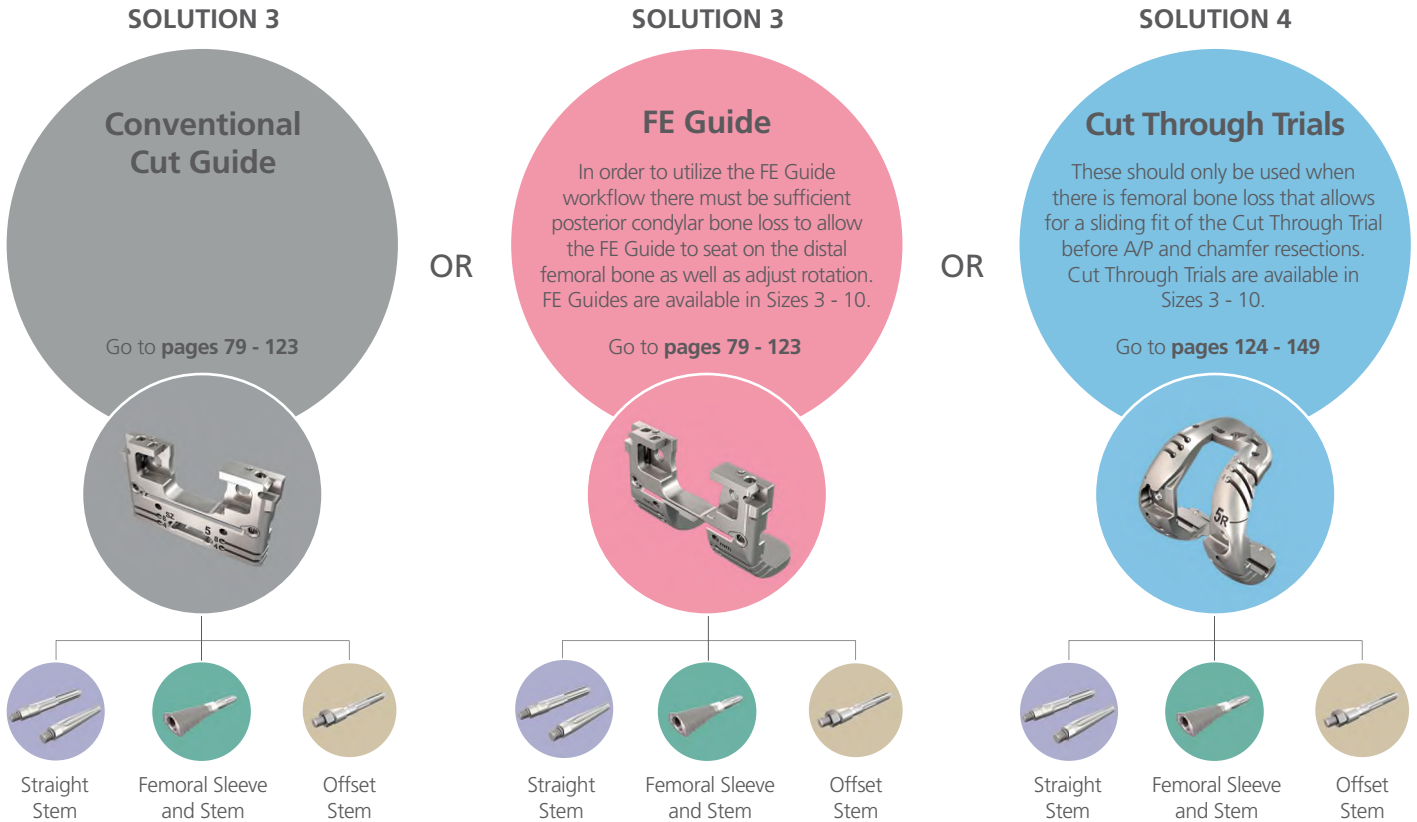 SOLUTION 3
Conventional
Cut Guide
Go to pages 79 - 123
OR
SOLUTION 3
FE Guide
In order to utilize the FE Guide
workflow there must be sufficient
posterior condylar bone loss to allow
the FE Guide to seat on the distal
femoral bone as well as adjust rotation.
FE Guides are available in Sizes 3 - 10.
Go to pages 79 - 123
OR
SOLUTION 4
Cut Through Trials
These should only be used when
there is femoral bone loss that allows
for a sliding fit of the Cut Through Trial
before A/P and chamfer resections.
Cut Through Trials are available in
Sizes 3 - 10.
Go to pages 124 - 149
SZ
5
8
4
8
4
5R
Straight
Stem
Femoral Sleeve
and Stem
Offset
Stem
Straight
Stem
Femoral Sleeve
and Stem
Offset
Stem
Straight
Stem
Femoral Sleeve
and Stem
Offset
Stem